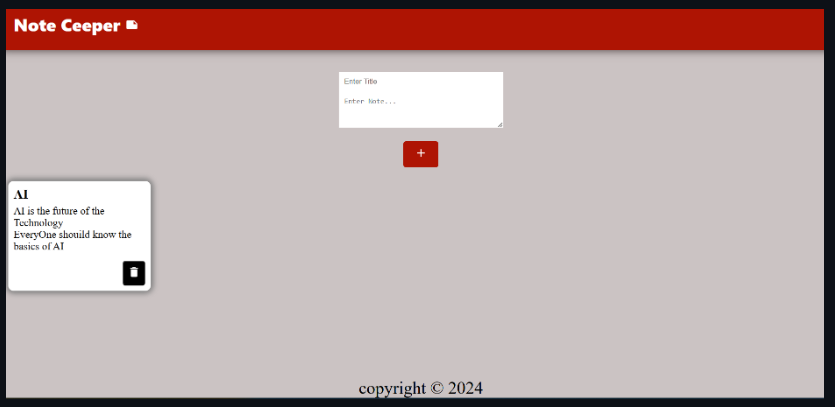 Note Ceeper
Enter Title
Enter Note...
+
AI
AI is the future of the
Technology
EveryOne shouild know the
basics of AI
copyright © 2024